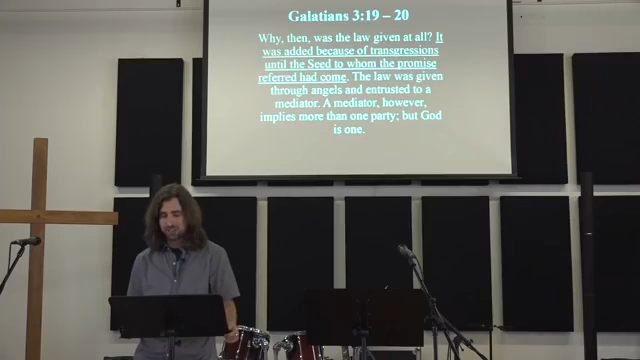 Galatians 3:19 – 20
Why, then, was the law given at all? It
was added because of transgressions
until the Seed to whom the promise
referred had come. The law was given
through angels and entrusted to a
mediator. A mediator, however,
implies more than one party; but God
is one.